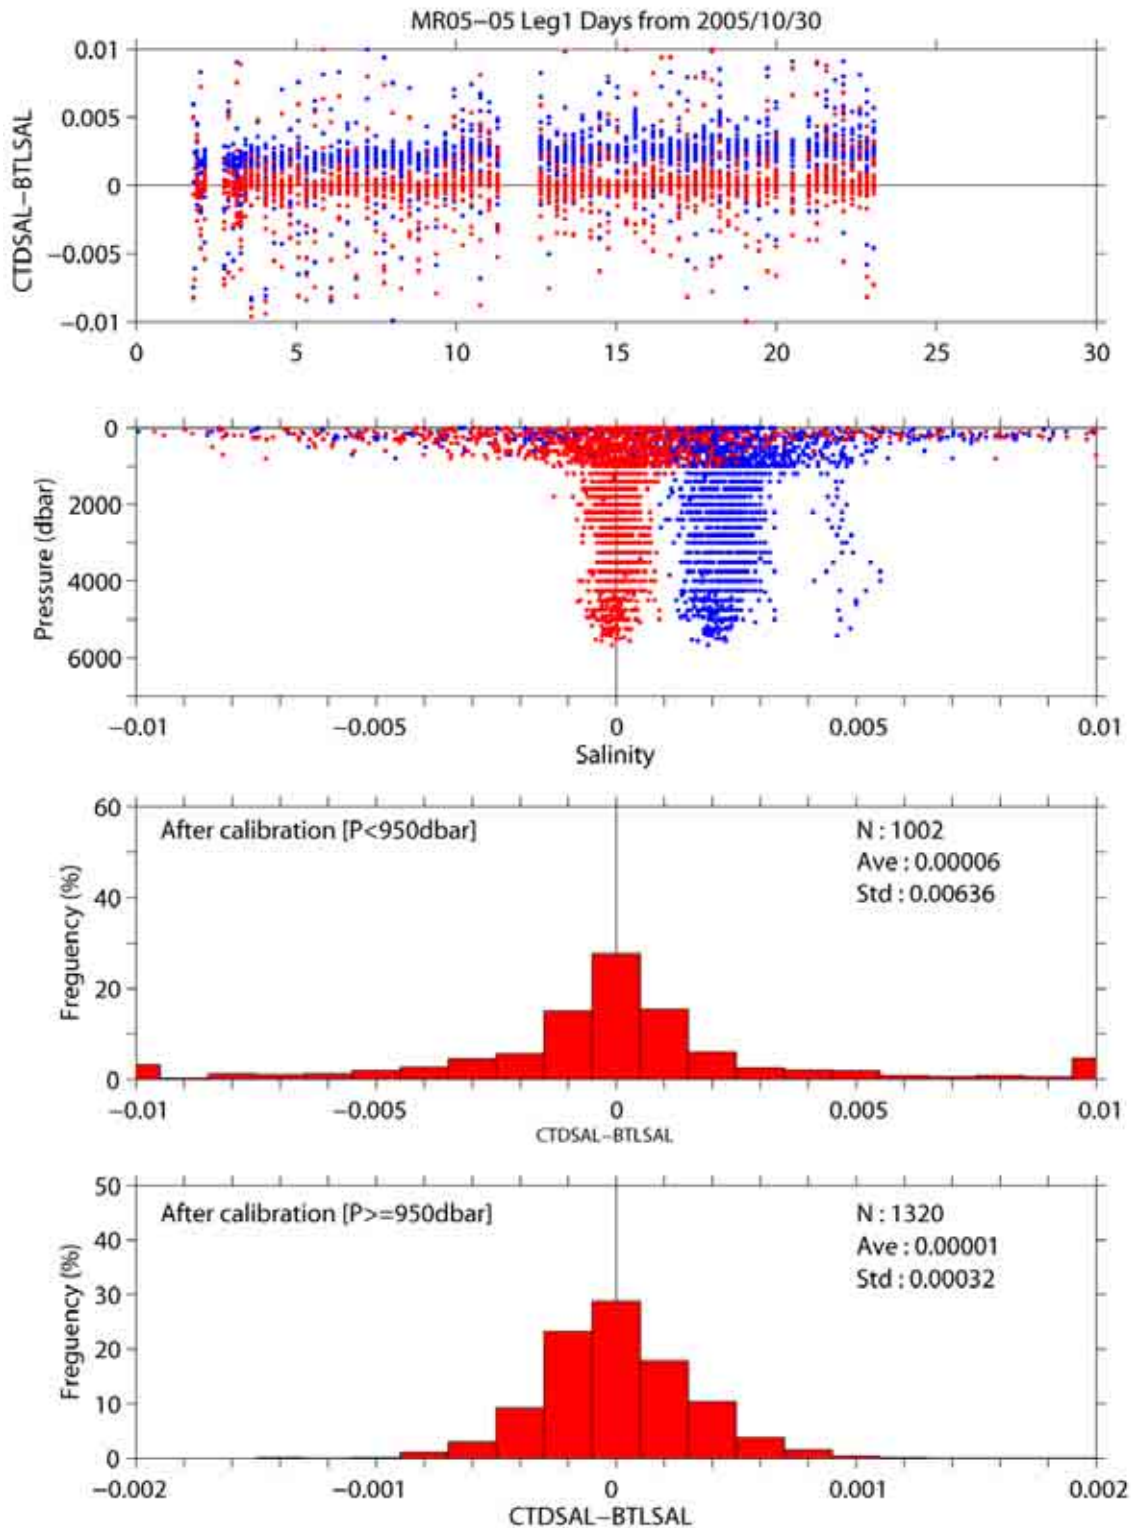 MR05−05 Leg1 Days from 2005/10/30
CTDSAL−BTLSAL
0.01
0.005
0
−0.005
−0.01
0 5 10 15 20 25 30
Pressure (dbar)
0
2000
4000
6000
−0.01 −0.005 0 0.005 0.01
Salinity
Freguency (%)
60
40
20
0
After calibration [P<950dbar]
N : 1002
Ave : 0.00006
Std : 0.00636
−0.01 −0.005 0 0.005 0.01
CTDSAL−BTLSAL
Freguency (%)
50
40
30
20
10
0
After calibration [P>=950dbar]
N : 1320
Ave : 0.00001
Std : 0.00032
−0.002 −0.001 0 0.001 0.002
CTDSAL−BTLSAL